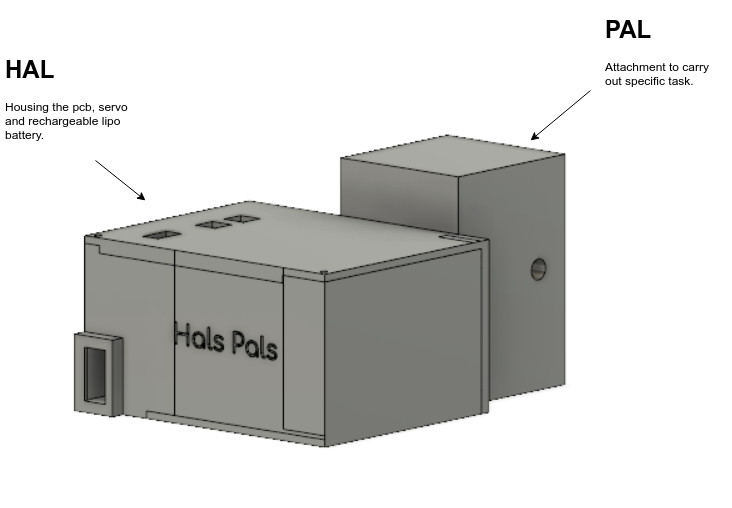 PAL
Attachment to carry
out specific task.
HAL
Housing the pcb, servo
and rechargeable lipo
battery.
Hals Pals